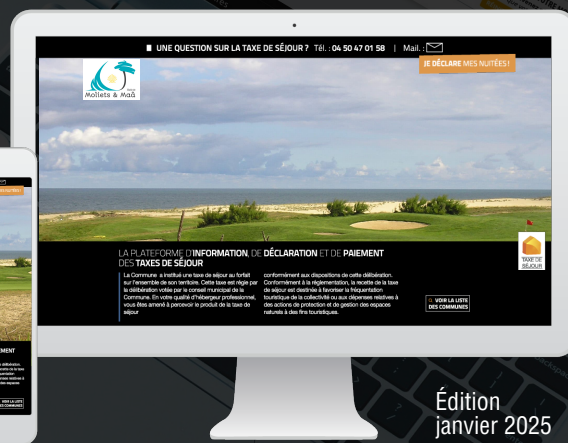 UNE QUESTION SUR LA TAXE DE SÉJOUR ? Tél. : 04 50 47 01 58 | Mail. :
JE DÉCLARE MES NUITÉES !
Moliets & Maâ
LA PLATEFORME D'INFORMATION, DE DÉCLARATION ET DE PAIEMENT
DES TAXES DE SÉJOUR
La Commune a institué une taxe de séjour au forfait
sur l'ensemble de son territoire. Cette taxe est régie par
la délibération votée par le conseil municipal de la
Commune. En votre qualité d'hébergeur professionnel,
vous êtes amené à percevoir le produit de la taxe de
séjour
conformément aux dispositions de cette délibération.
Conformément à la réglementation, la recette de la taxe
de séjour est destinée à favoriser la fréquentation
touristique de la collectivité ou aux dépenses relatives à
des actions de protection et de gestion des espaces
naturels à des fins touristiques.
TAXE DE
SÉJOUR
VOIR LA LISTE
DES COMMUNES
VOIR LA LISTE
DES COMMUNES
Édition
janvier 2025